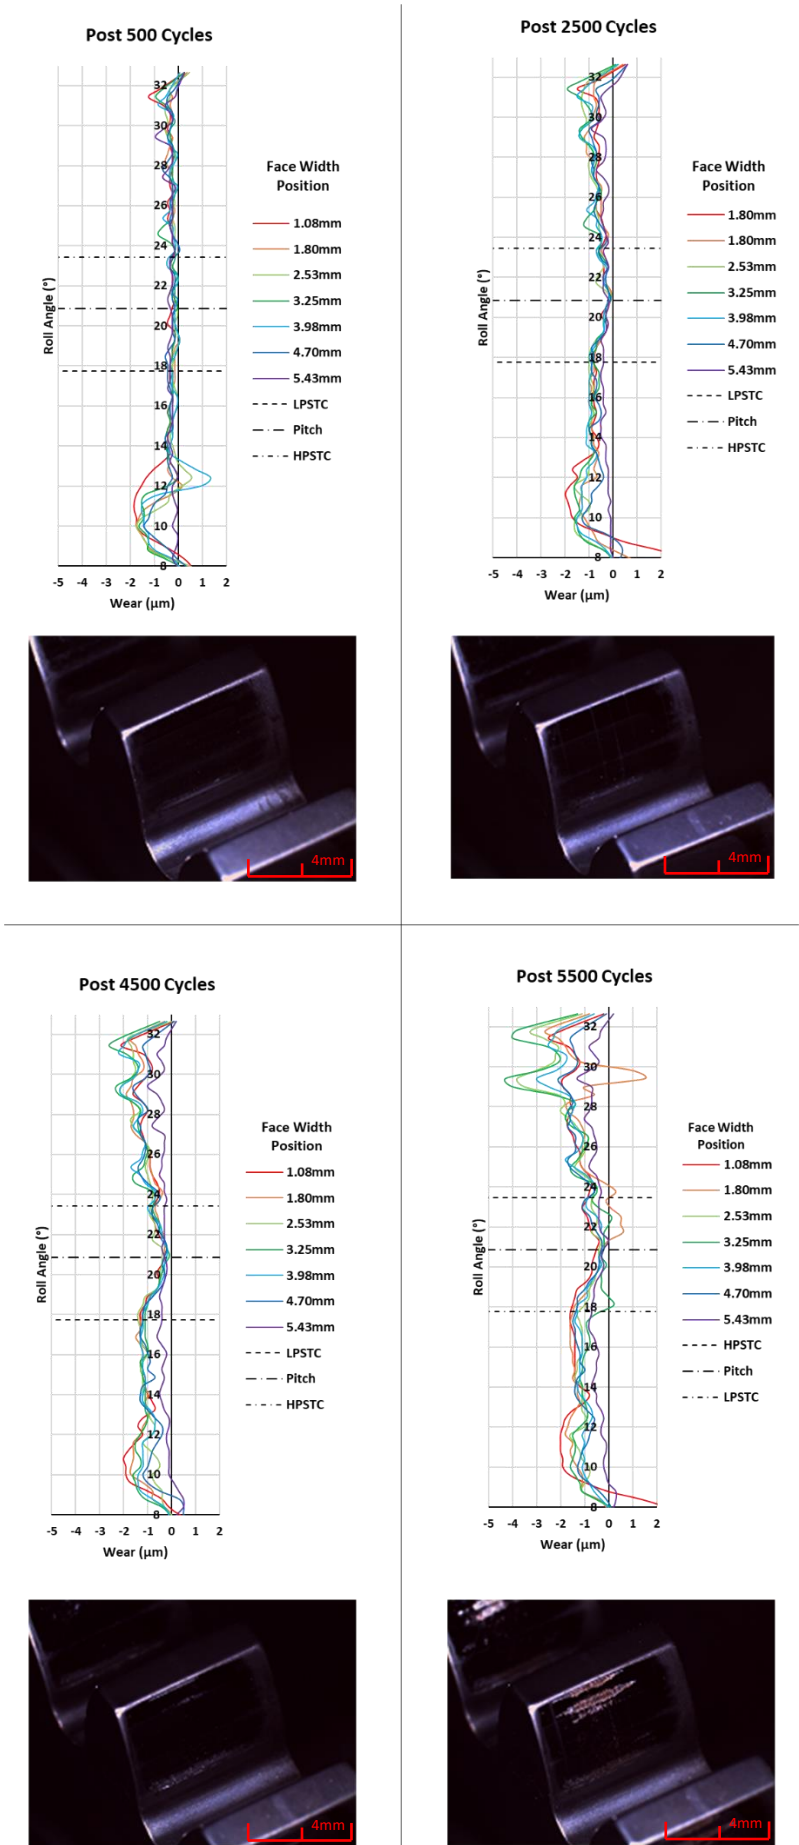 Post 500 Cycles
32
30
28
26
24
22
20
18
16
14
12
10
8
Roll Angle (°)
-5 -4 -3 -2 -1 0 1 2
Wear (µm)
Face Width
Position
1.08mm
1.80mm
2.53mm
3.25mm
3.98mm
4.70mm
5.43mm
LPSTC
Pitch
HPSTC
4mm
Post 2500 Cycles
32
30
28
26
24
22
20
18
16
14
12
10
8
Roll Angle (°)
-5 -4 -3 -2 -1 0 1 2
Wear (µm)
Face Width
Position
1.80mm
1.80mm
2.53mm
3.25mm
3.98mm
4.70mm
5.43mm
LPSTC
Pitch
HPSTC
4mm
Post 4500 Cycles
32
30
28
26
24
22
20
18
16
14
12
10
8
Roll Angle (°)
-5 -4 -3 -2 -1 0 1 2
Wear (µm)
Face Width
Position
1.08mm
1.80mm
2.53mm
3.25mm
3.98mm
4.70mm
5.43mm
LPSTC
Pitch
HPSTC
4mm
Post 5500 Cycles
32
30
28
26
24
22
20
18
16
14
12
10
8
Roll Angle (°)
-5 -4 -3 -2 -1 0 1 2
Wear (µm)
Face Width
Position
1.08mm
1.80mm
2.53mm
3.25mm
3.98mm
4.70mm
5.43mm
HPSTC
Pitch
LPSTC
4mm